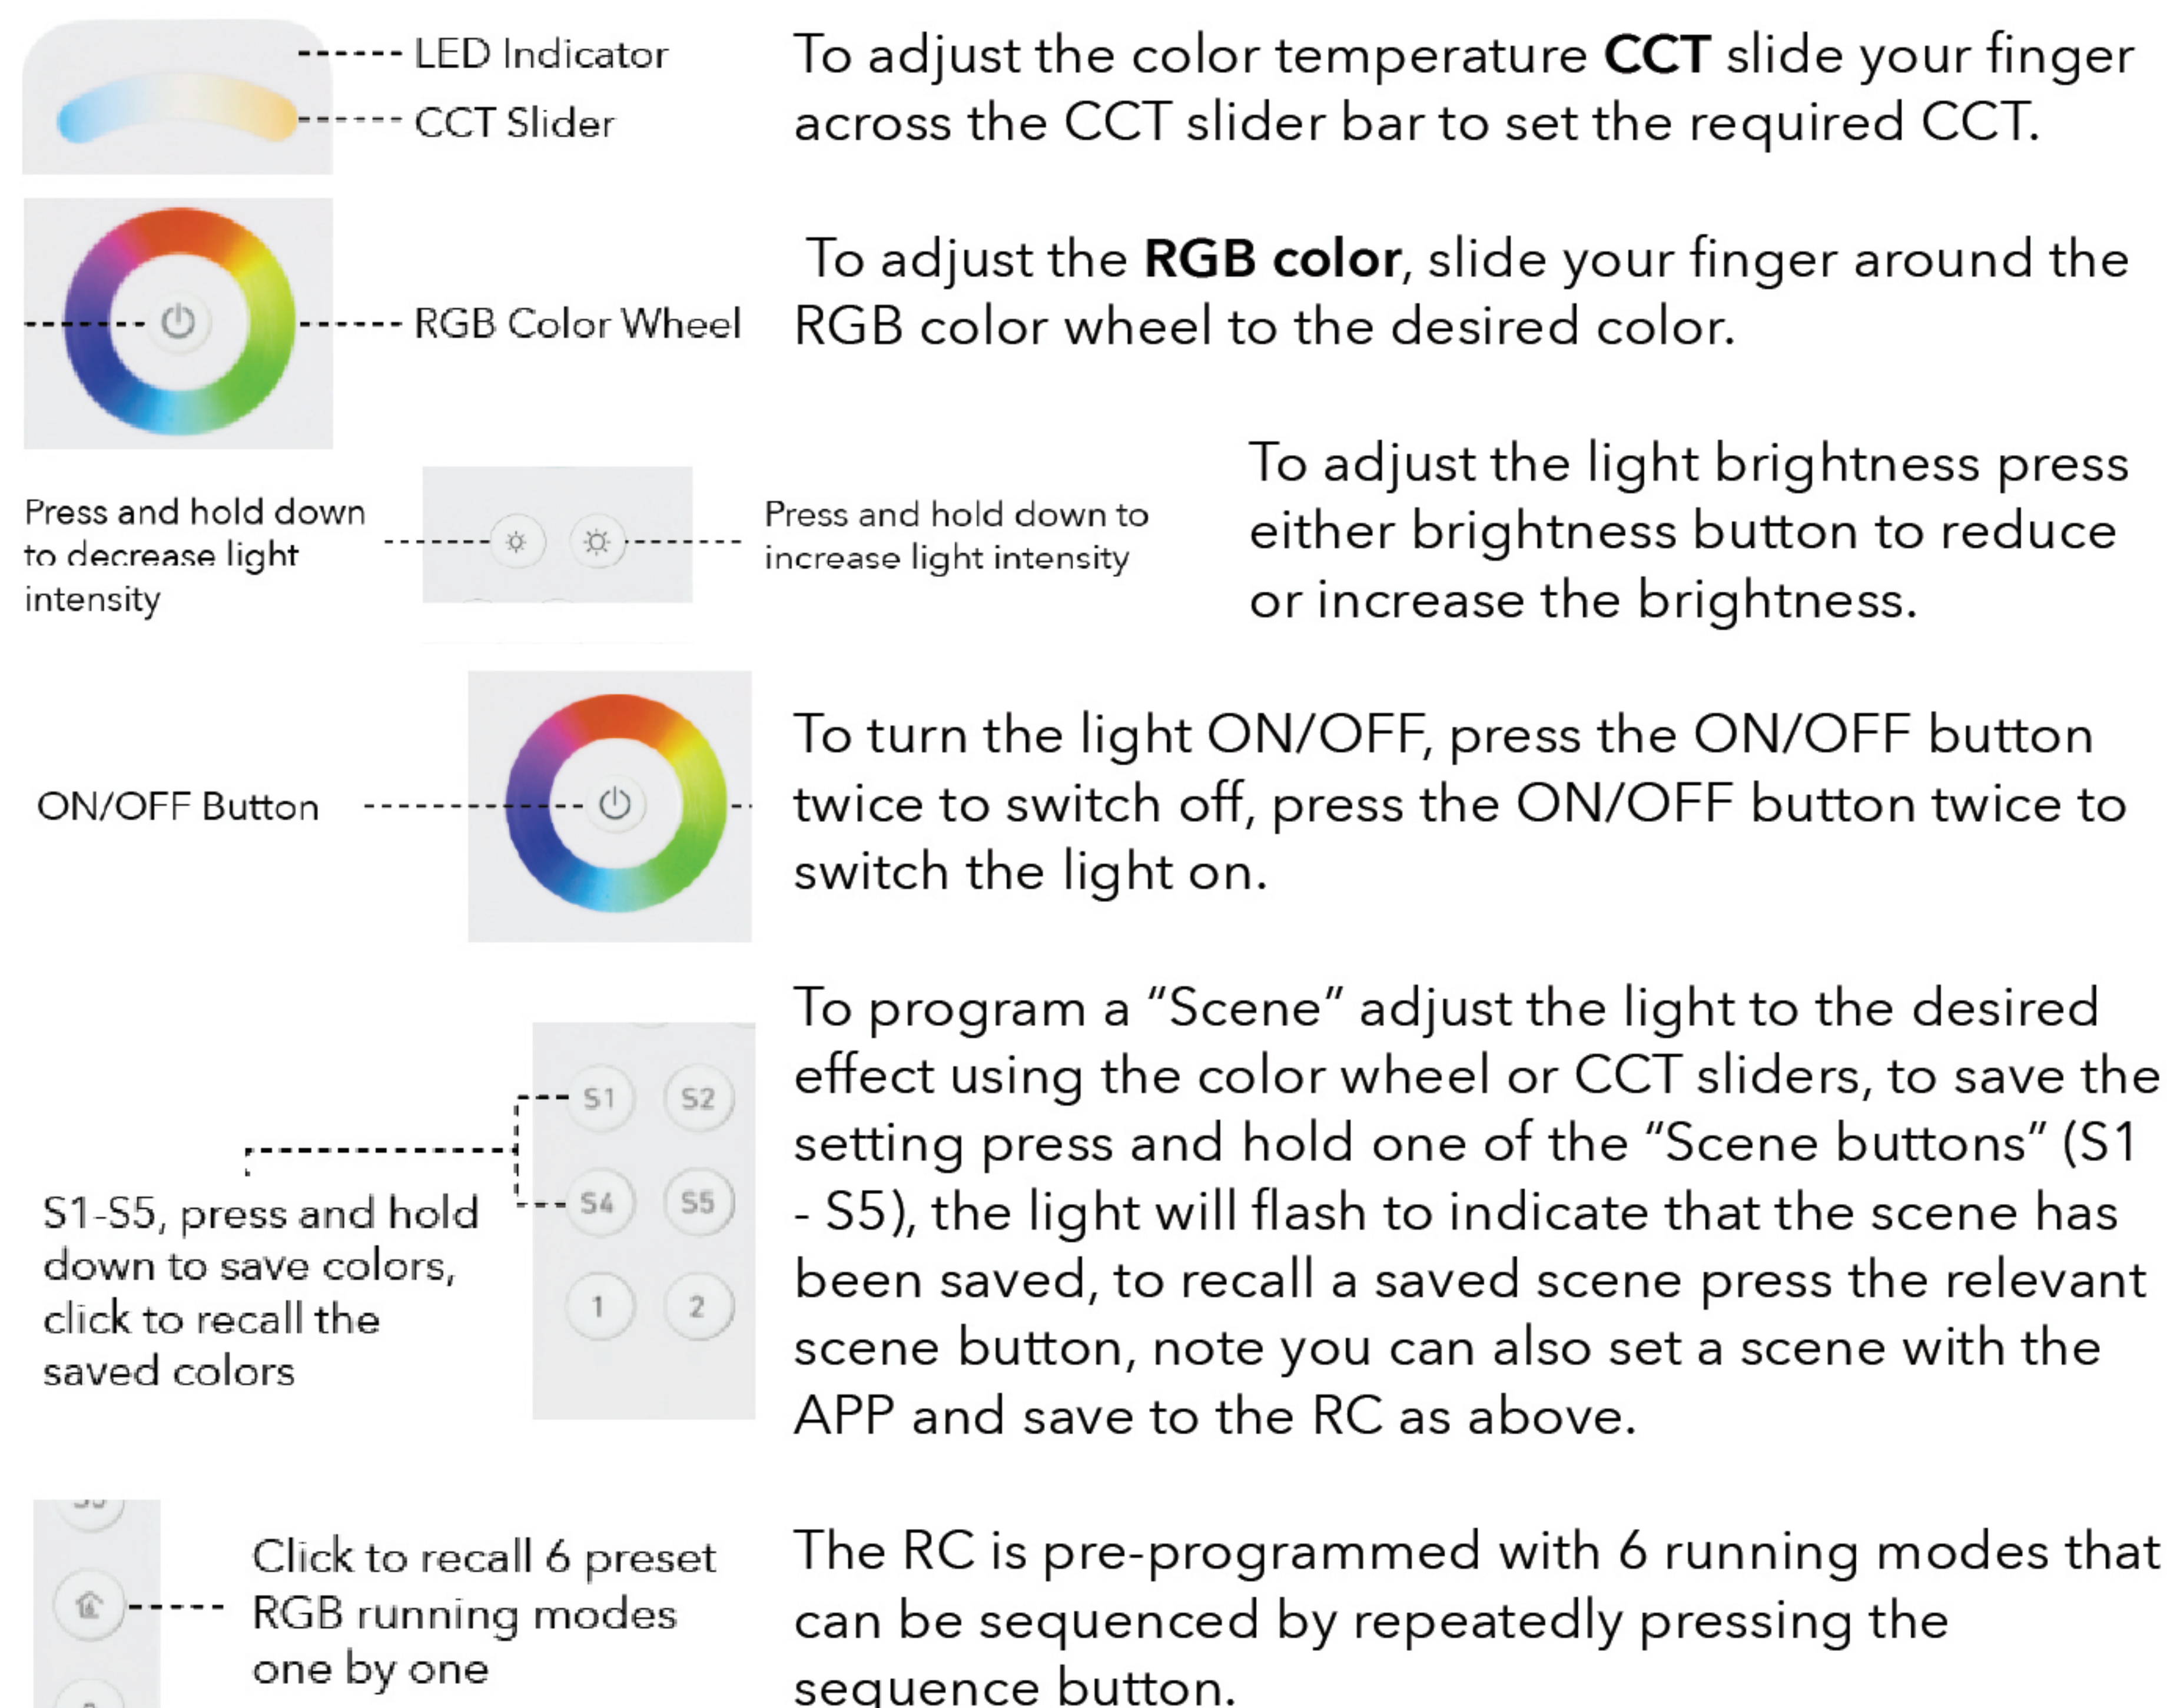 LED Indicator
CCT Slider
To adjust the color temperature CCT slide your finger
across the CCT slider bar to set the required CCT.
RGB Color Wheel
To adjust the RGB color, slide your finger around the
RGB color wheel to the desired color.
Press and hold down
to decrease light
intensity
Press and hold down to
increase light intensity
To adjust the light brightness press
either brightness button to reduce
or increase the brightness.
ON/OFF Button
To turn the light ON/OFF, press the ON/OFF button
twice to switch off, press the ON/OFF button twice to
switch the light on.
S1-S5, press and hold
down to save colors,
click to recall the
saved colors
S1 S2
S4 S5
1 2
To program a “Scene” adjust the light to the desired
effect using the color wheel or CCT sliders, to save the
setting press and hold one of the “Scene buttons” (S1
- S5), the light will flash to indicate that the scene has
been saved, to recall a saved scene press the relevant
scene button, note you can also set a scene with the
APP and save to the RC as above.
Click to recall 6 preset
RGB running modes
one by one
The RC is pre-programmed with 6 running modes that
can be sequenced by repeatedly pressing the
sequence button.